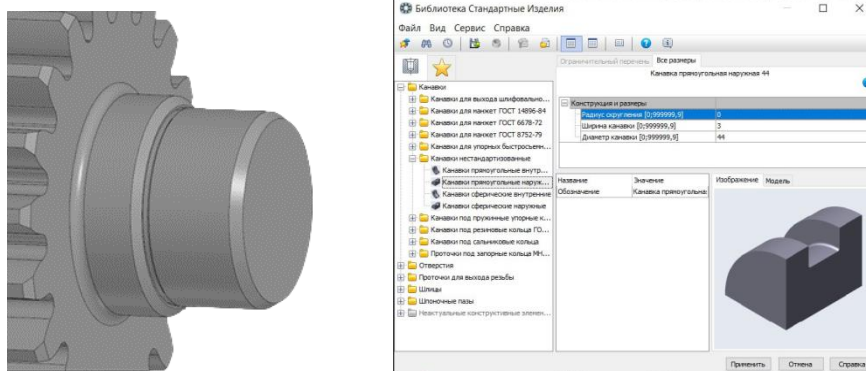 Библиотека Стандартные Изделия
Файл Вид Сервис Справка
Ограничительный перечень Все размеры
Канавка прямоугольная наружная 44
Канавки
Канавки для выхода шлифовально...
Канавки для манжет ГОСТ 14896-84
Канавки для манжет ГОСТ 6678-72
Канавки для манжет ГОСТ 8752-79
Канавки для упорных быстросъемн...
Канавки нестандартизованные
Канавки прямоугольные внутр...
Канавки прямоугольные наруж...
Канавки сферические внутренние
Канавки сферические наружные
Канавки под пружинные упорные к...
Канавки под резиновые кольца ГО...
Канавки под сальниковые кольца
Проточки под запорные кольца МН...
Отверстия
Проточки для выхода резьбы
Шлицы
Шпоночные пазы
Неактуальные конструктивные элемен...
Конструкция и размеры
Радиус скругления [0;999999,9] 0
Ширина канавки [0;999999,9] 3
Диаметр канавки [0;999999,9] 44
Название Значение
Обозначение Канавка прямоугольна
Изображение Модель
Применить Отмена Справка